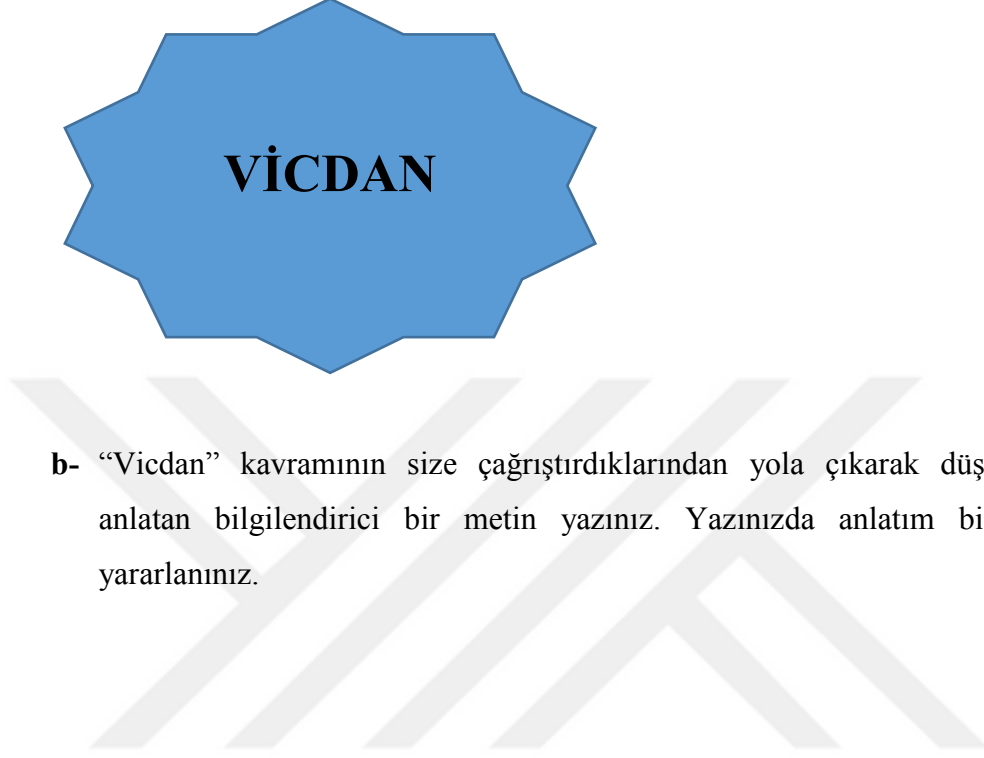 VİCDAN
b- “Vicdan” kavramının size çağrıştırdıklarından yola çıkarak düş
anlatan bilgilendirici bir metin yazınız. Yazınızda anlatım bi
yararlanınız.